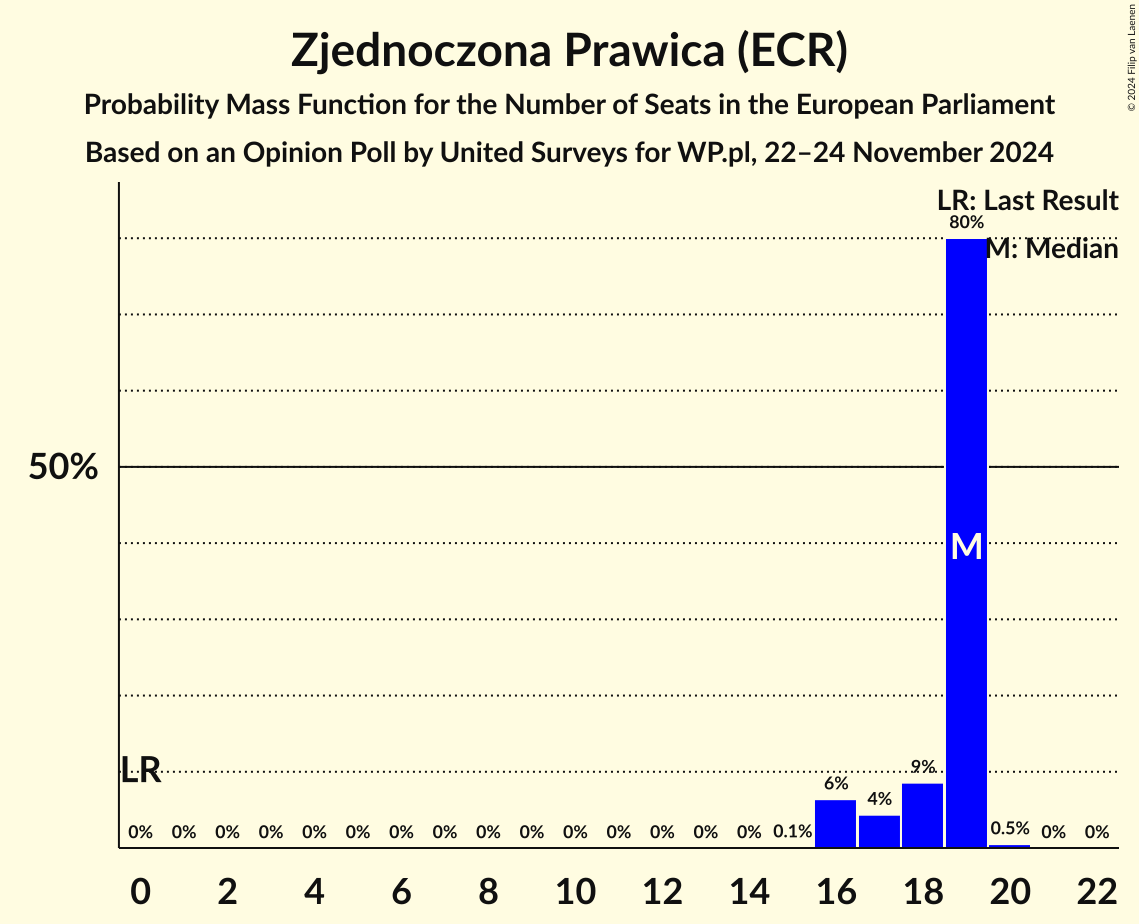 Zjednoczona Prawica (ECR)
Probability Mass Function for the Number of Seats in the European Parliament
Based on an Opinion Poll by United Surveys for WP.pl, 22–24 November 2024
© 2024 Filip van Laenen
LR: Last Result
80%
M: Median
50%
M
LR
0% 0% 0% 0% 0% 0% 0% 0% 0% 0% 0% 0% 0% 0% 0% 0.1% 6% 4% 9% 0.5% 0% 0%
0 2 4 6 8 10 12 14 16 18 20 22